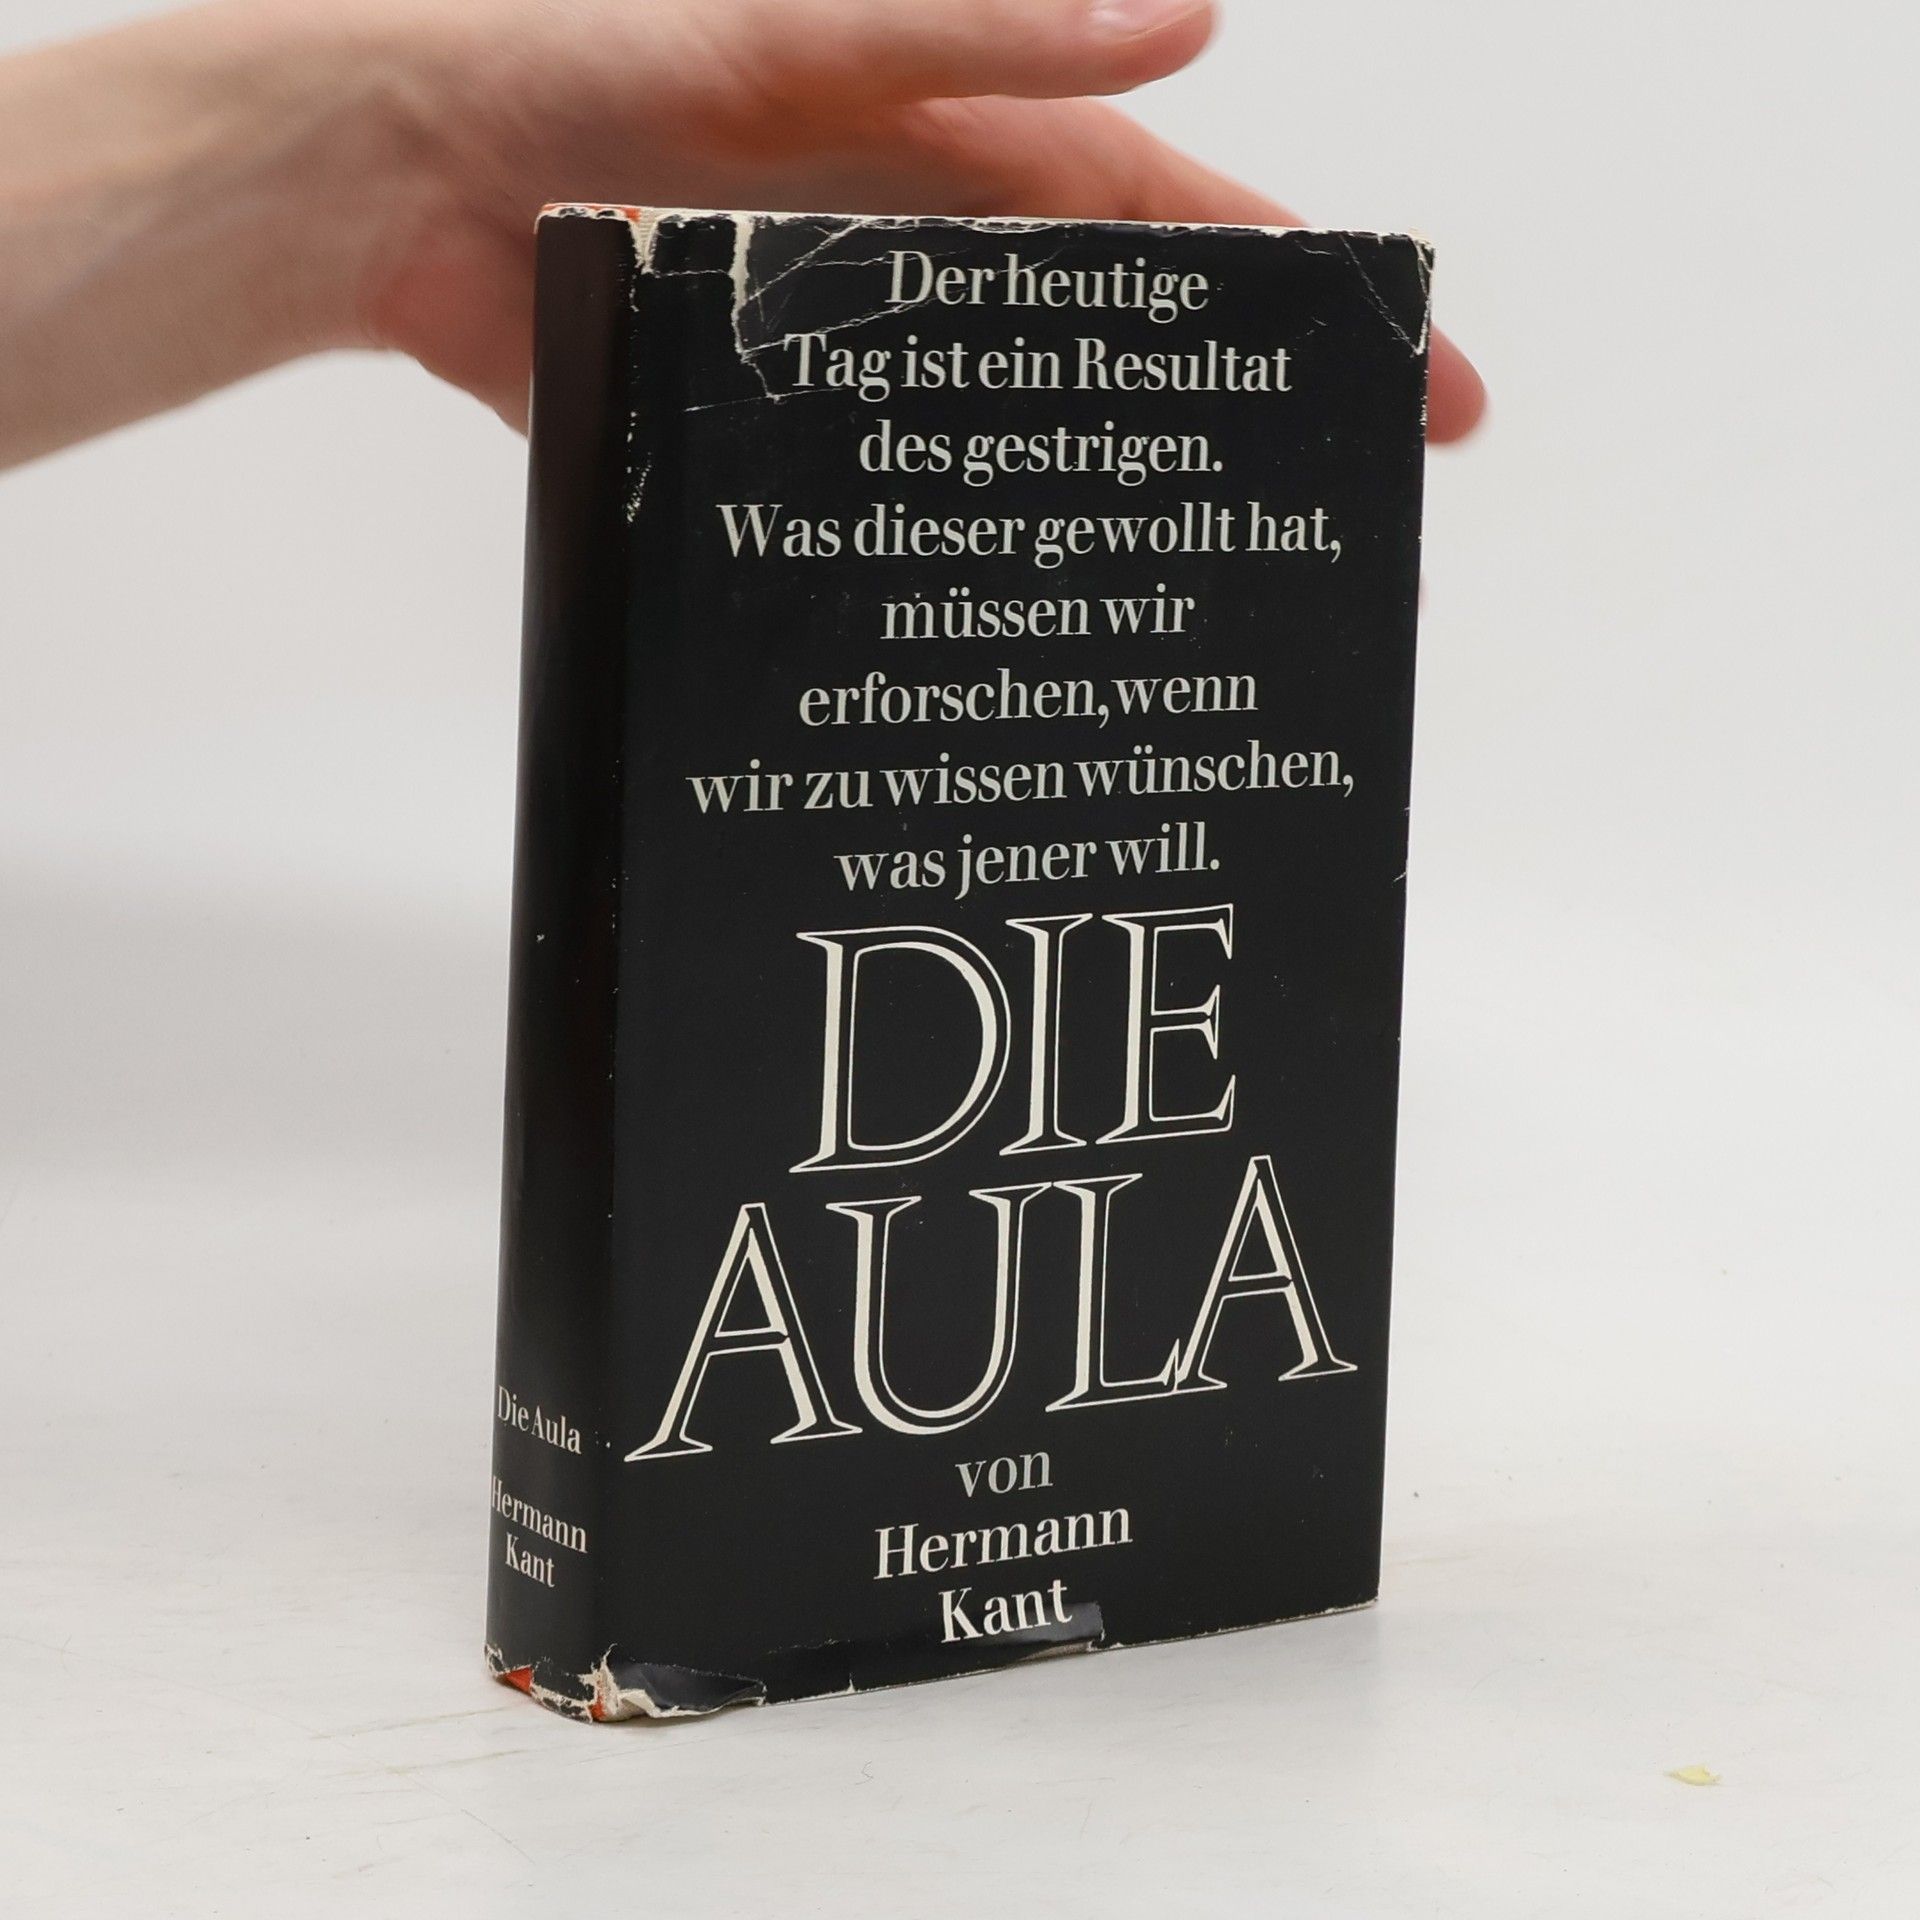 Der heutige
Tag ist ein Resultat
des gestrigen.
Was dieser gewollt hat,
müssen wir
erforschen, wenn
wir zu wissen wünschen,
was jener will.
DIE
AULA
von
Hermann
Kant
Die Aula
Hermann
Kant